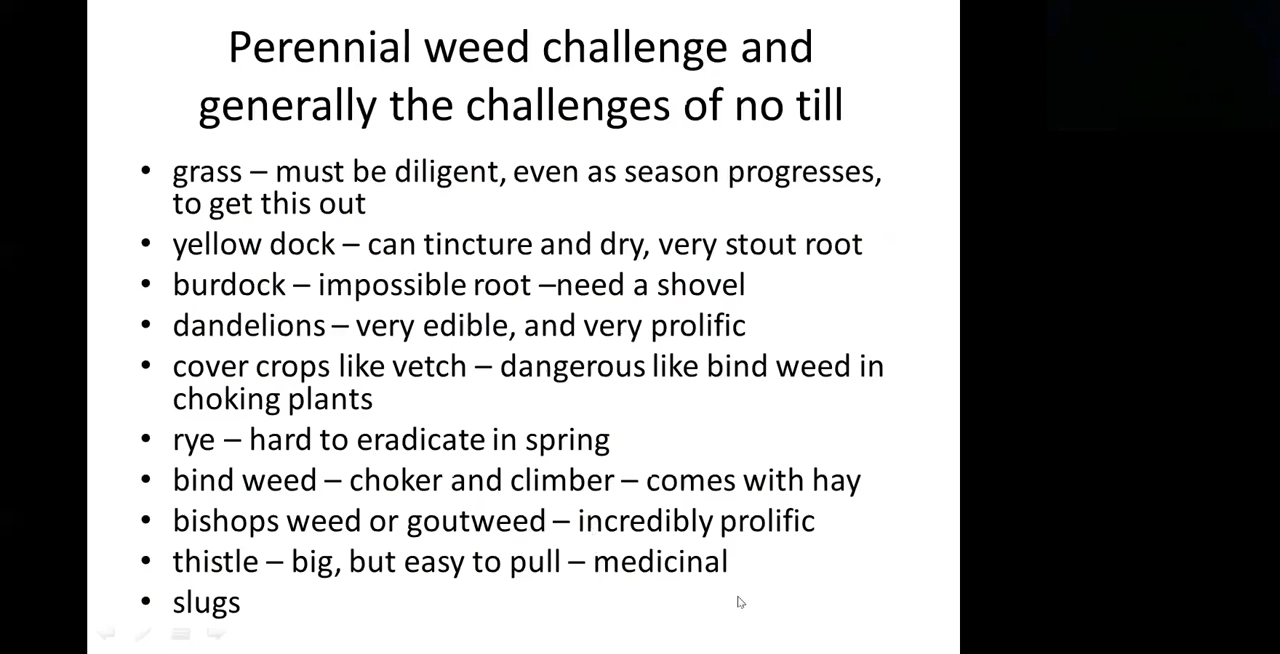 Perennial weed challenge and
generally the challenges of no till
• grass – must be diligent, even as season progresses,
to get this out
• yellow dock – can tincture and dry, very stout root
• burdock – impossible root –need a shovel
• dandelions – very edible, and very prolific
• cover crops like vetch – dangerous like bind weed in
choking plants
• rye – hard to eradicate in spring
• bind weed – choker and climber – comes with hay
• bishops weed or goutweed – incredibly prolific
• thistle – big, but easy to pull – medicinal
• slugs